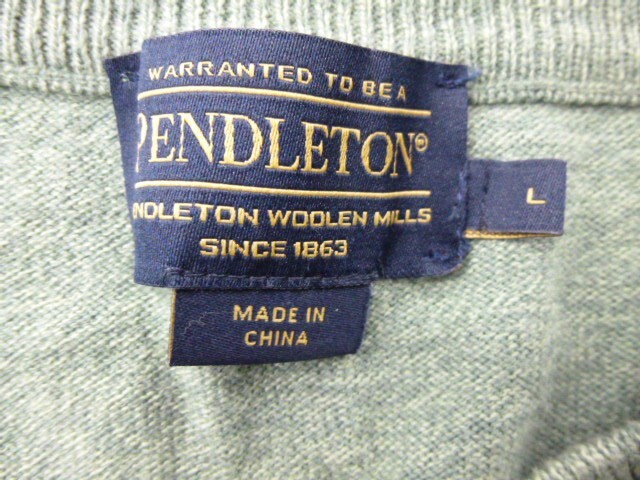 WARRANTED TO BE A
PENDLETON®
NDLETON WOOLEN MILLS
SINCE 1863
L
MADE IN
CHINA